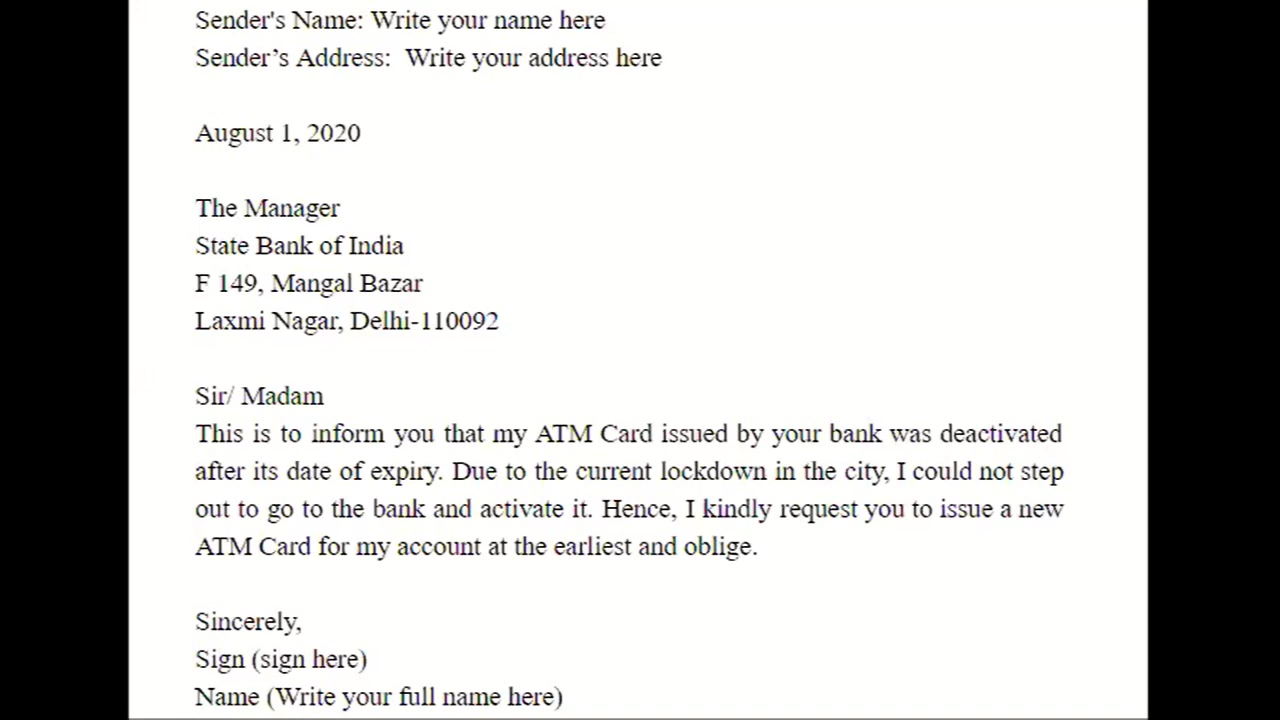 Sender's Name: Write your name here
Sender’s Address:  Write your address here
August 1, 2020
The Manager
State Bank of India
F 149, Mangal Bazar
Laxmi Nagar, Delhi-110092
Sir/ Madam
This is to inform you that my ATM Card issued by your bank was deactivated
after its date of expiry. Due to the current lockdown in the city, I could not step
out to go to the bank and activate it. Hence, I kindly request you to issue a new
ATM Card for my account at the earliest and oblige.
Sincerely,
Sign (sign here)
Name (Write your full name here)